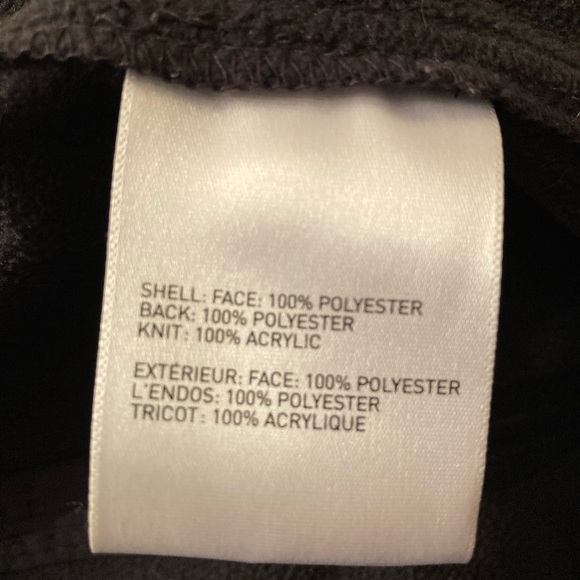 SHELL: FACE: 100% POLYESTER
BACK: 100% POLYESTER
KNIT: 100% ACRYLIC
EXTÉRIEUR: FACE: 100% POLYESTER
L'ENDOS: 100% POLYESTER
TRICOT: 100% ACRYLIQUE